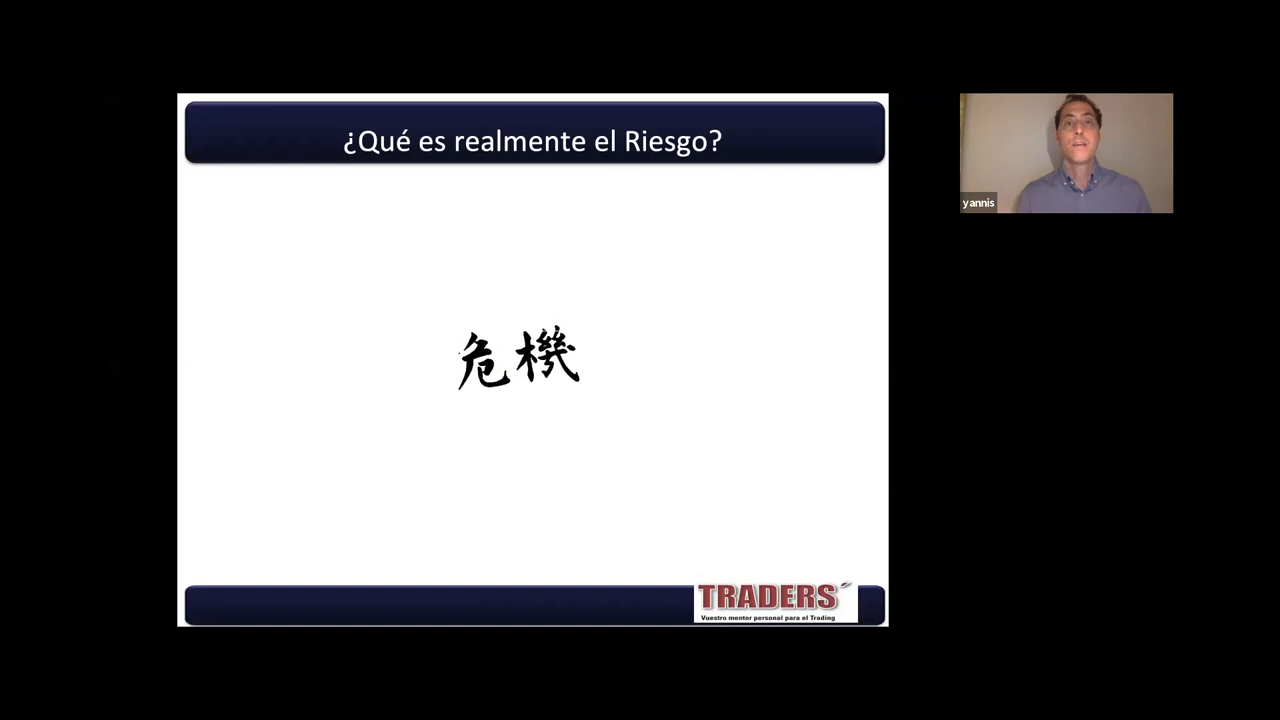 ¿Qué es realmente el Riesgo?
yannis
危機
TRADERS´
Vuestro mentor personal para el Trading